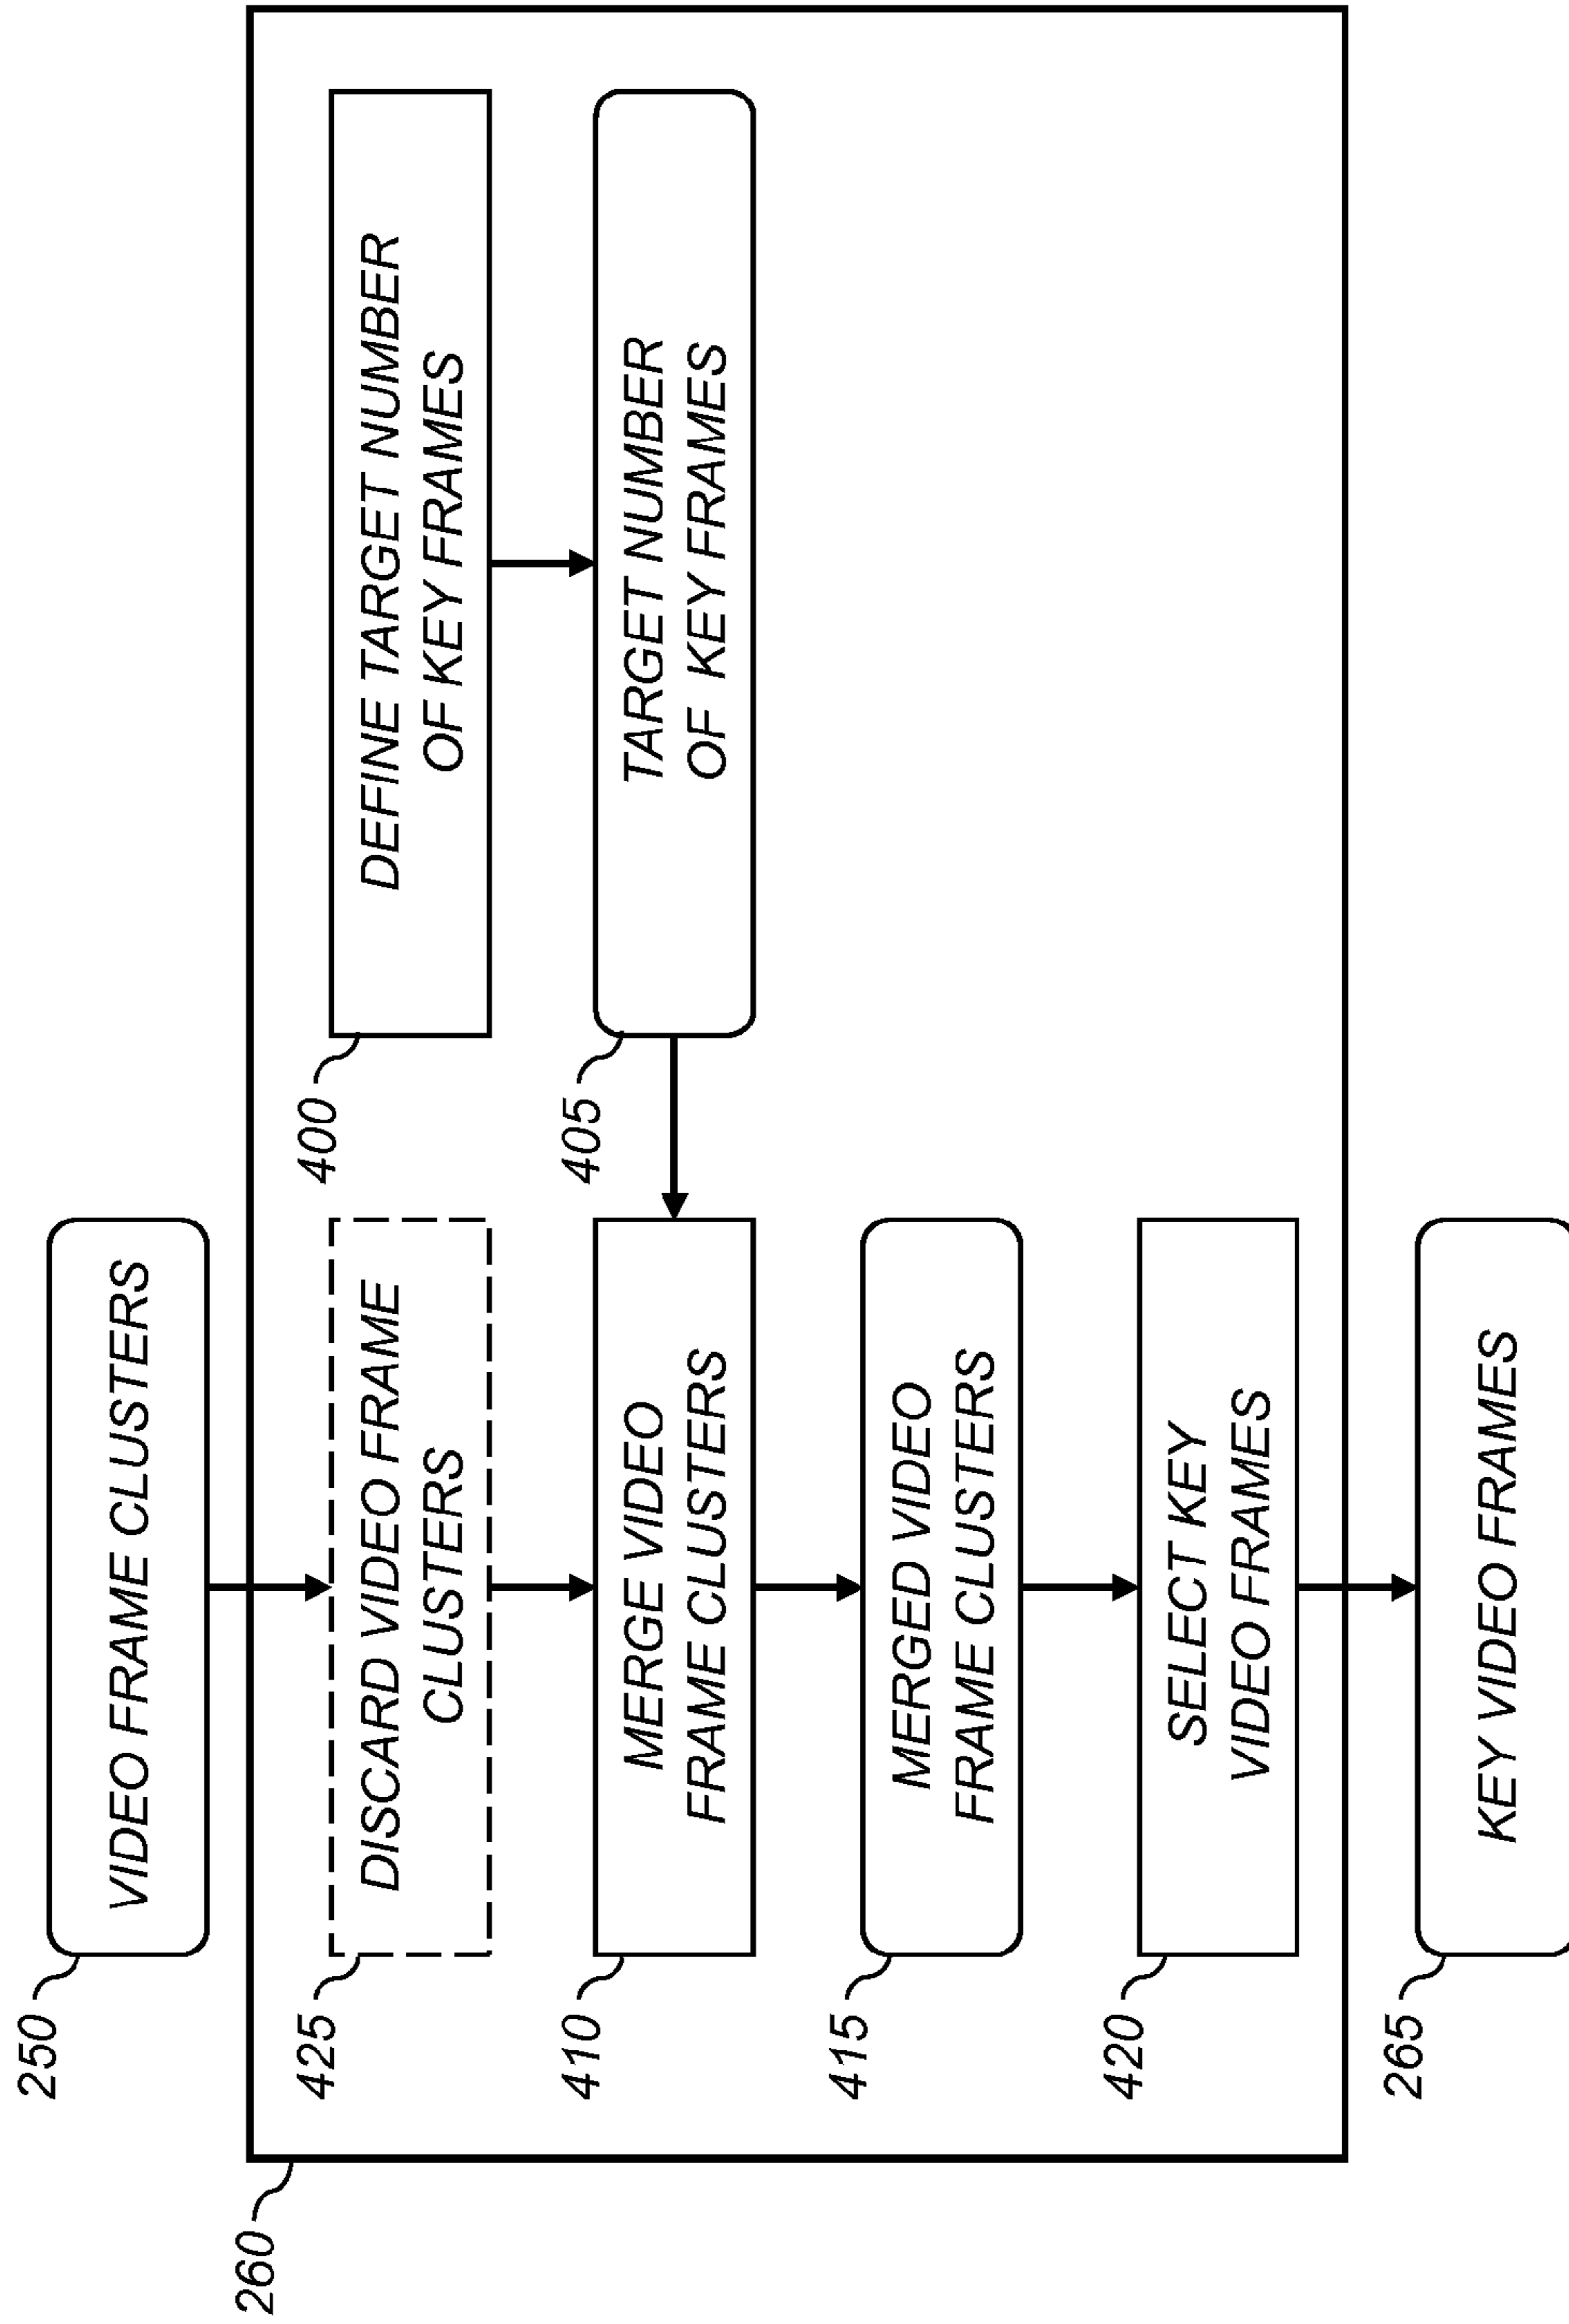 250
VIDEO FRAME CLUSTERS
260
425
DISCARD VIDEO FRAME
CLUSTERS
400
DEFINE TARGET NUMBER
OF KEY FRAMES
410
MERGE VIDEO
FRAME CLUSTERS
405
TARGET NUMBER
OF KEY FRAMES
415
MERGED VIDEO
FRAME CLUSTERS
420
SELECT KEY
VIDEO FRAMES
265
KEY VIDEO FRAMES